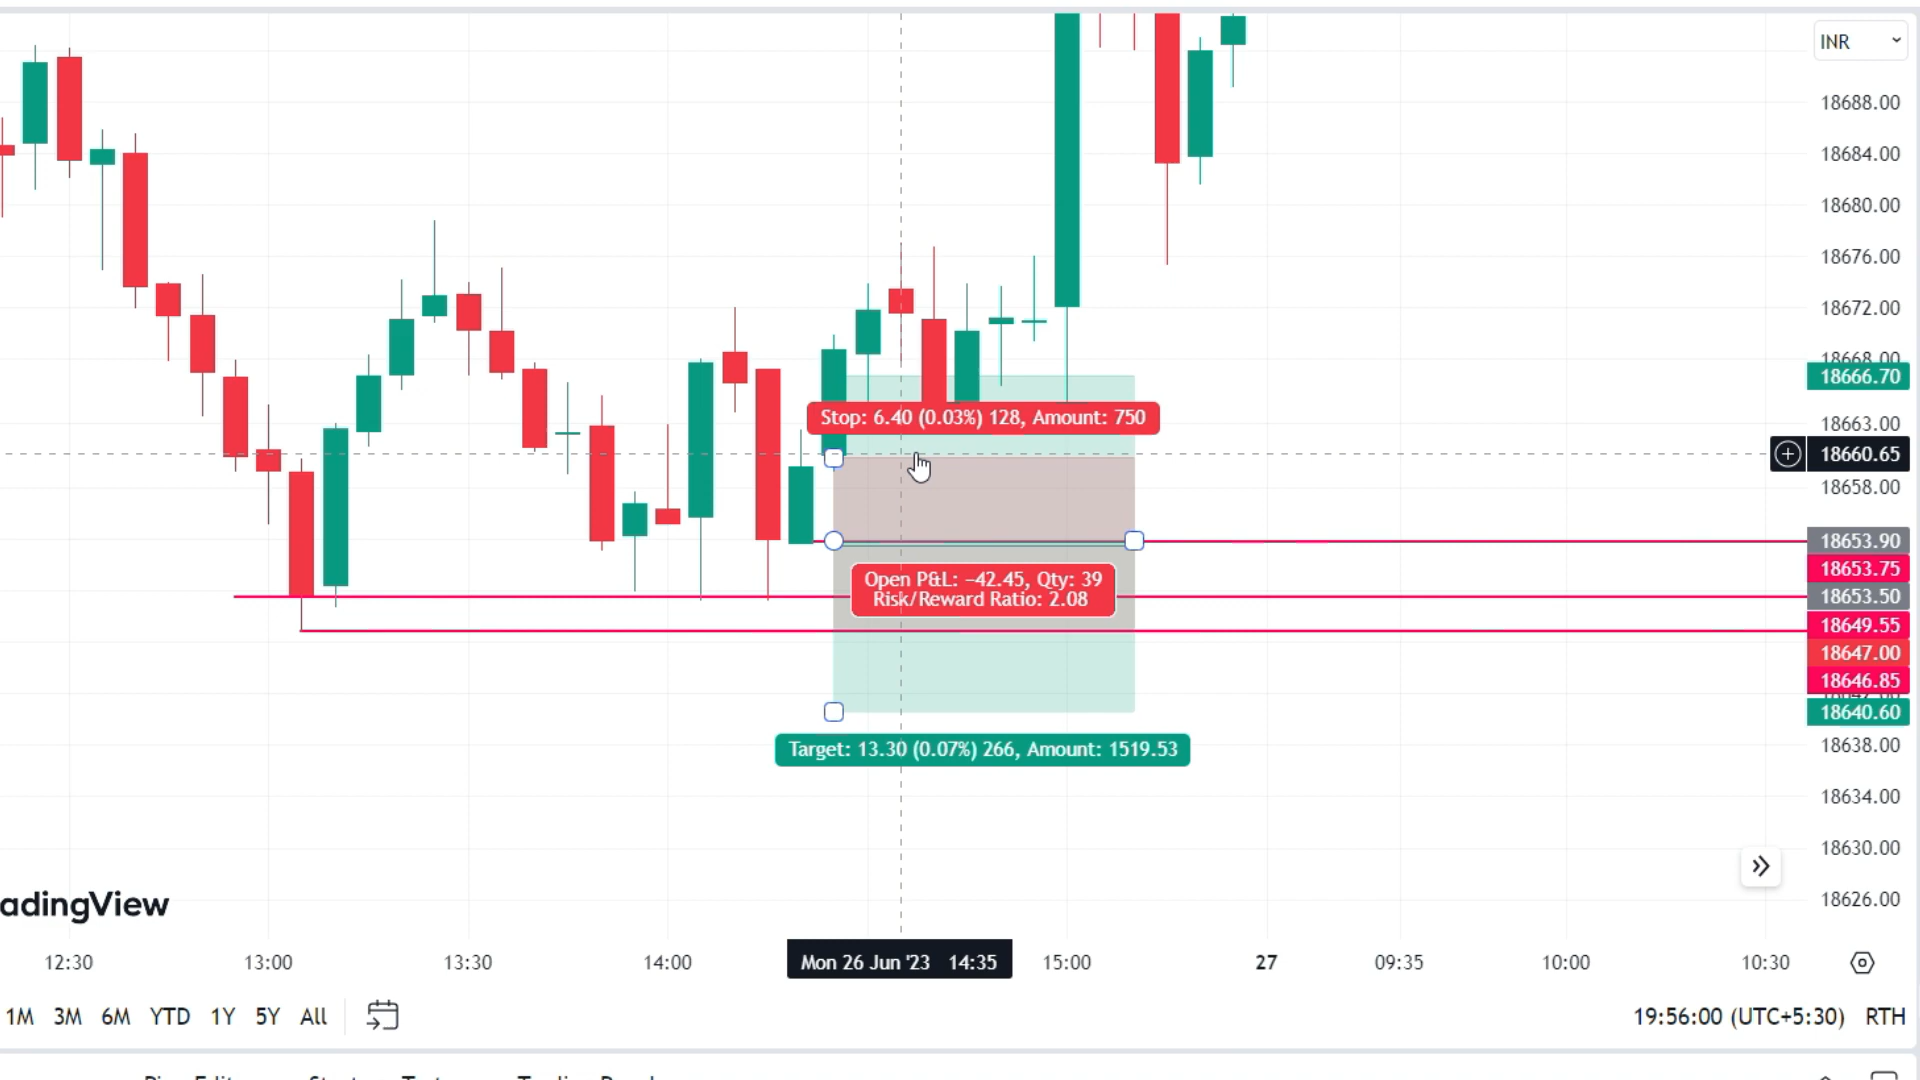 INR
18688.00
18684.00
18680.00
18676.00
18672.00
18668.00
18666.70
Stop: 6.40 (0.03%) 128, Amount: 750
18663.00
18660.65
18658.00
18653.90
18653.75
Open P&L: −42.45, Qty: 39
Risk/Reward Ratio: 2.08
18653.50
18649.55
18647.00
18646.85
18640.60
Target: 13.30 (0.07%) 266, Amount: 1519.53
18638.00
18634.00
18630.00
18626.00
adingView
12:30 13:00 13:30 14:00 Mon 26 Jun '23 14:35 15:00 27 09:35 10:00 10:30
1M 3M 6M YTD 1Y 5Y All 19:56:00 (UTC+5:30) RTH